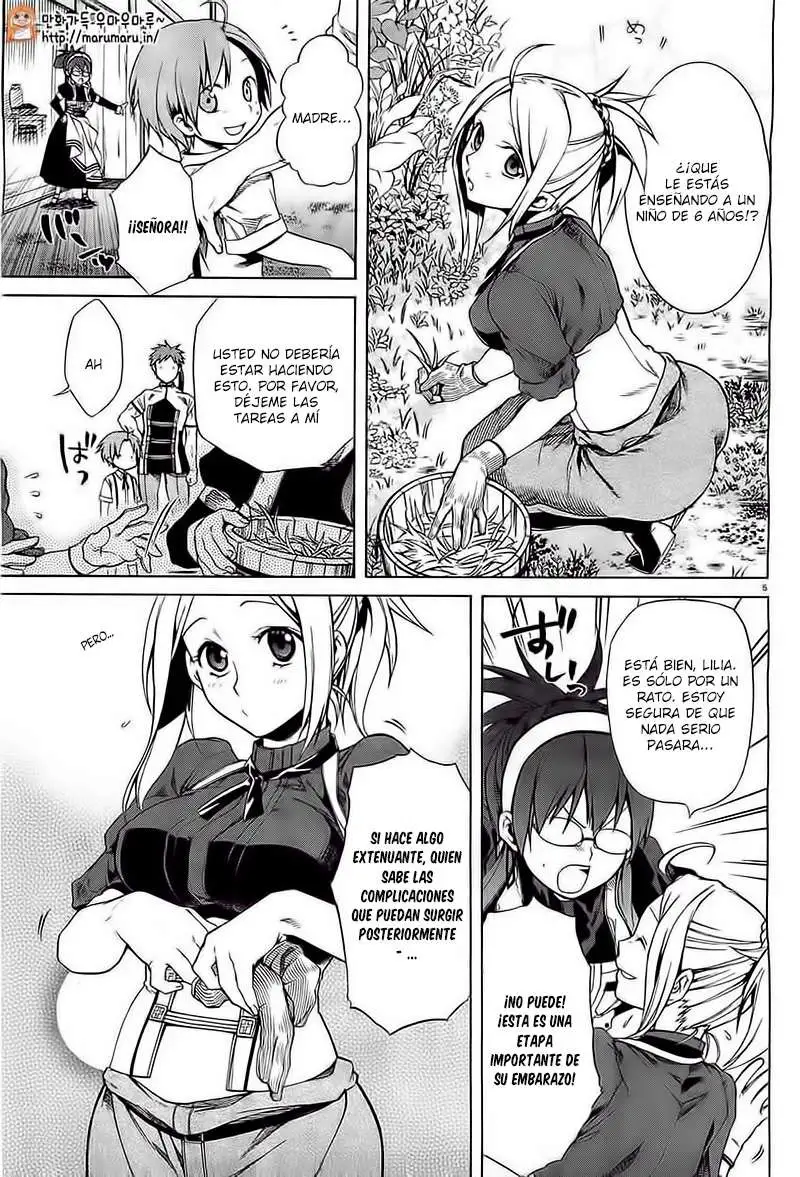 만화가득 우마우마루~
http://marumaru.in/
¿¡QUE
LE ESTÁS
ENSEÑANDO A UN
NIÑO DE 6 AÑOS!?
MADRE...
¡¡SEÑORA!!
USTED NO DEBERÍA
ESTAR HACIENDO
ESTO. POR FAVOR,
DÉJEME LAS
TAREAS A MÍ
AH
5
ESTÁ BIEN, LILIA.
ES SÓLO POR UN
RATO. ESTOY
SEGURA DE QUE
NADA SERIO
PASARA...
¡NO PUEDE!
¡ESTA ES UNA
ETAPA
IMPORTANTE DE
SU EMBARAZO!
PERO...
SI HACE ALGO
EXTENUANTE, QUIEN
SABE LAS
COMPLICACIONES
QUE PUEDAN SURGIR
POSTERIORMENTE
- ...